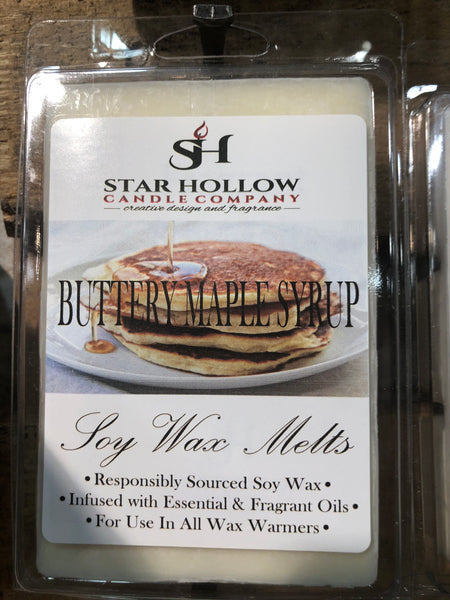 SH
STAR HOLLOW
CANDLE COMPANY
creative design and fragrance
BUTTERY MAPLE SYRUP
Soy Wax Melts
• Responsibly Sourced Soy Wax •
• Infused with Essential & Fragrant Oils •
• For Use In All Wax Warmers •